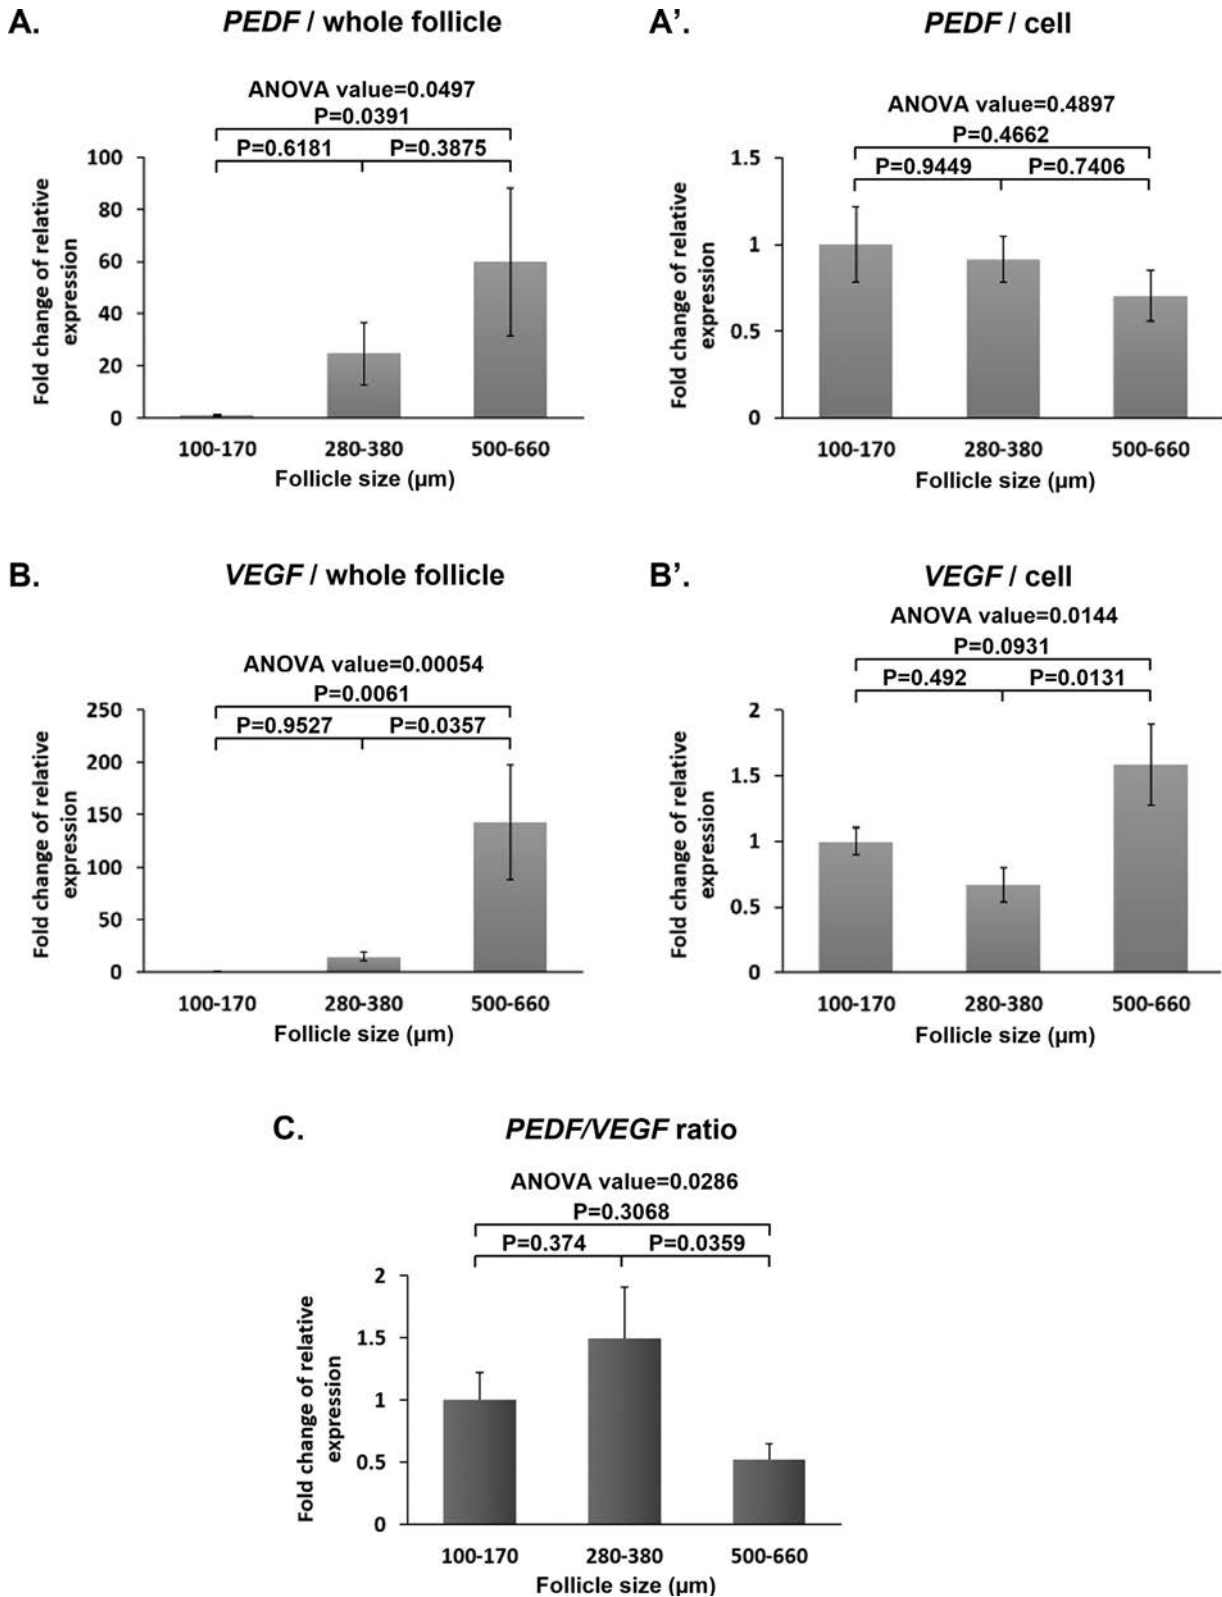 A.
PEDF / whole follicle
ANOVA value=0.0497
P=0.0391
P=0.6181
P=0.3875
Fold change of relative
expression
100
80
60
40
20
0
100-170
280-380
500-660
Follicle size (µm)
A’.
PEDF / cell
ANOVA value=0.4897
P=0.4662
P=0.9449
P=0.7406
Fold change of relative
expression
1.5
1
0.5
0
100-170
280-380
500-660
Follicle size (µm)
B.
VEGF / whole follicle
ANOVA value=0.00054
P=0.0061
P=0.9527
P=0.0357
Fold change of relative
expression
250
200
150
100
50
0
100-170
280-380
500-660
Follicle size (µm)
B’.
VEGF / cell
ANOVA value=0.0144
P=0.0931
P=0.492
P=0.0131
Fold change of relative
expression
2
1.5
1
0.5
0
100-170
280-380
500-660
Follicle size (µm)
C.
PEDF/VEGF ratio
ANOVA value=0.0286
P=0.3068
P=0.374
P=0.0359
Fold change of relative
expression
2
1.5
1
0.5
0
100-170
280-380
500-660
Follicle size (µm)